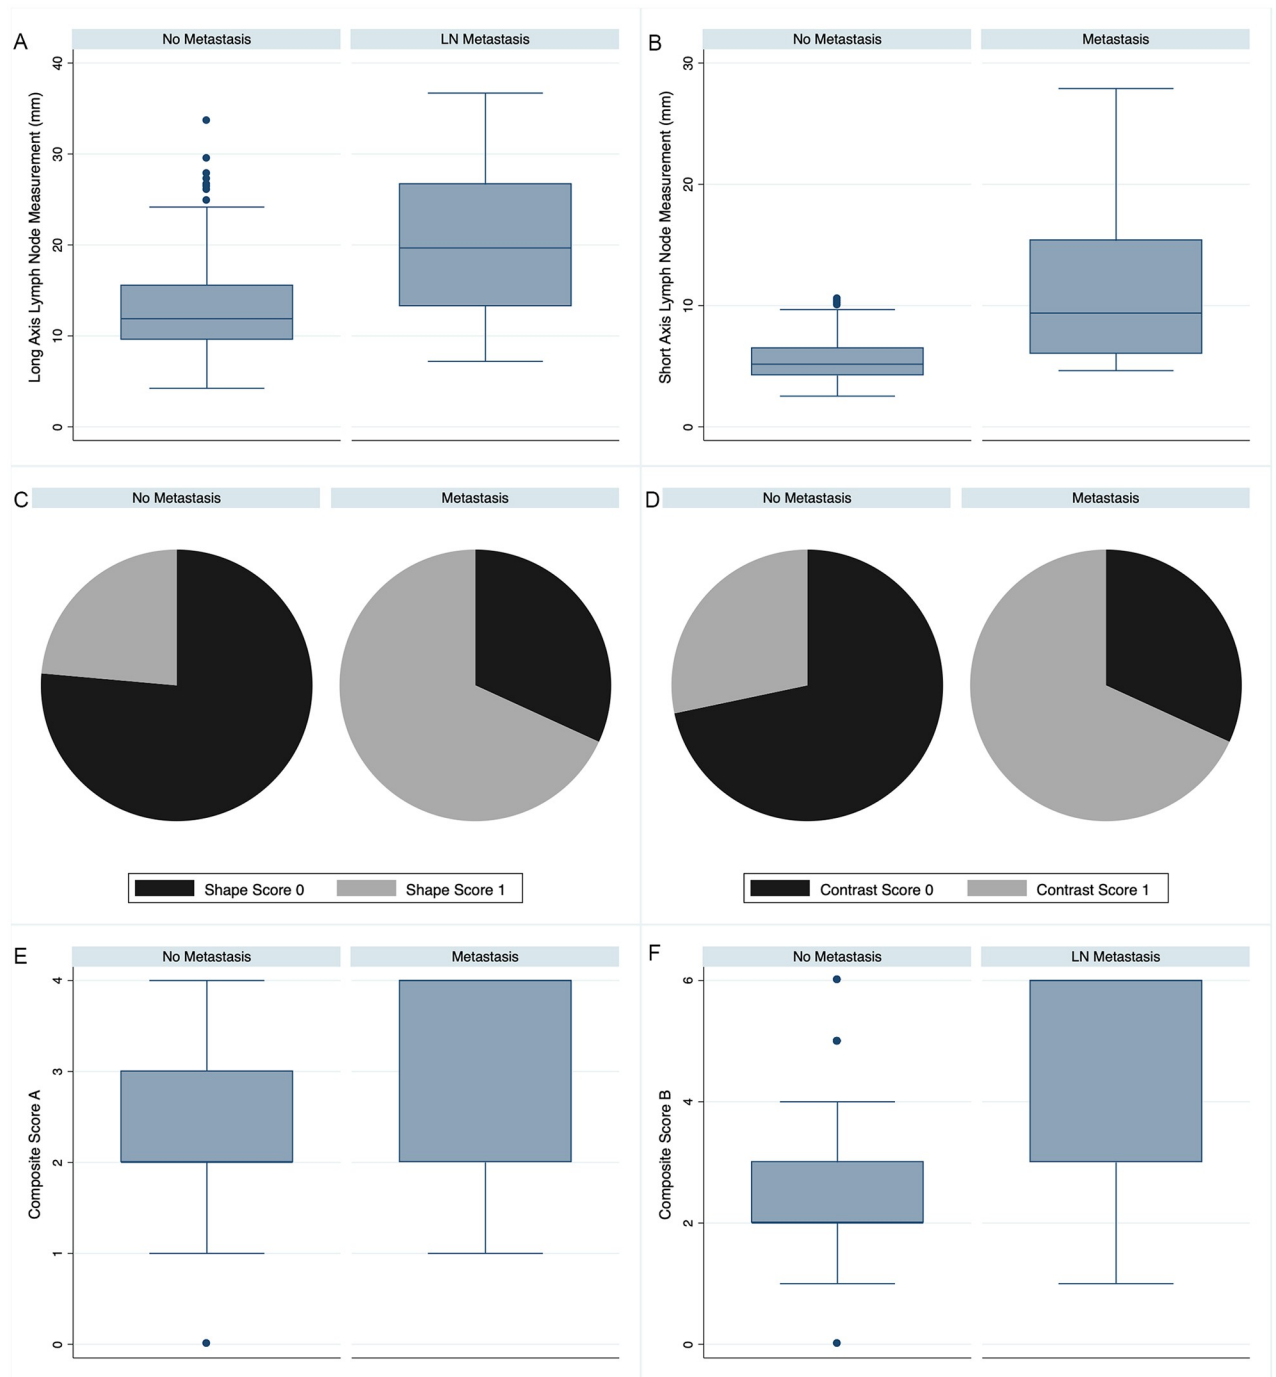 A
No Metastasis
LN Metastasis
Long Axis Lymph Node Measurement (mm)
40
30
20
10
0
B
No Metastasis
Metastasis
Short Axis Lymph Node Measurement (mm)
30
20
10
0
C
No Metastasis
Metastasis
Shape Score 0
Shape Score 1
D
No Metastasis
Metastasis
Contrast Score 0
Contrast Score 1
E
No Metastasis
Metastasis
Composite Score A
4
3
2
1
0
F
No Metastasis
LN Metastasis
Composite Score B
6
4
2
0